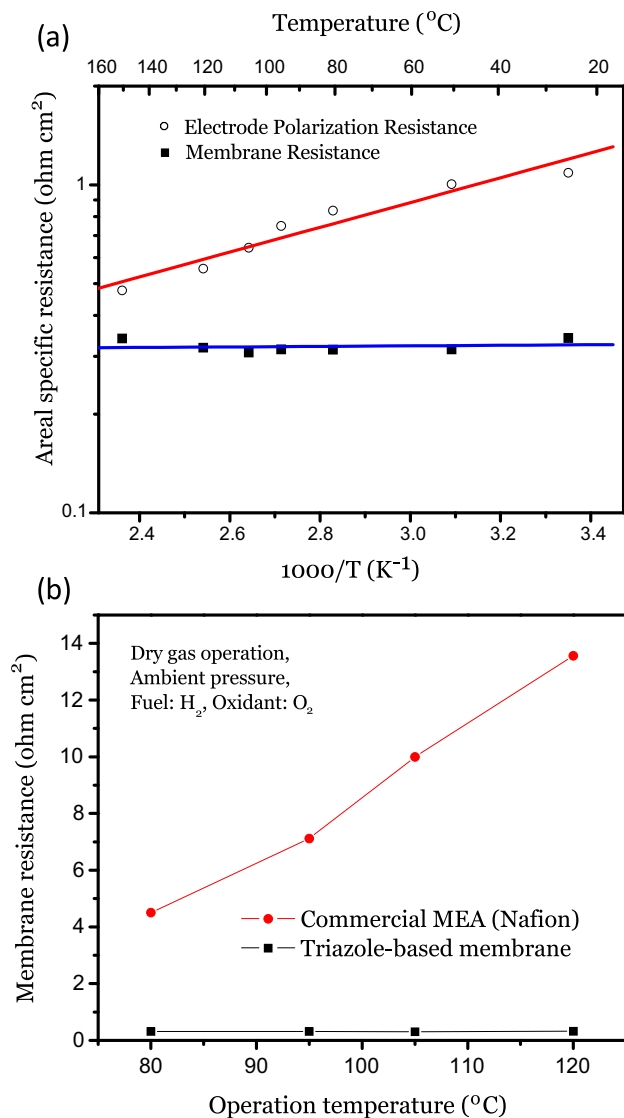 (a)
Temperature (°C)
160 140 120 100 80 60 40 20
Electrode Polarization Resistance
Membrane Resistance
Areal specific resistance (ohm cm²)
1
0.1
2.4 2.6 2.8 3.0 3.2 3.4
1000/T (K⁻¹)
(b)
Dry gas operation,
Ambient pressure,
Fuel: H₂, Oxidant: O₂
Membrane resistance (ohm cm²)
14
12
10
8
6
4
2
0
Commercial MEA (Nafion)
Triazole-based membrane
80 90 100 110 120
Operation temperature (°C)